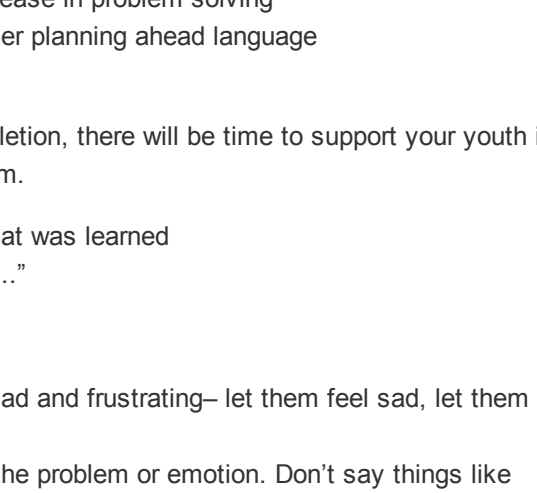 ease in problem solving
er planning ahead language
letion, there will be time to support your youth i
m.
at was learned
..”
ad and frustrating– let them feel sad, let them
he problem or emotion. Don’t say things like